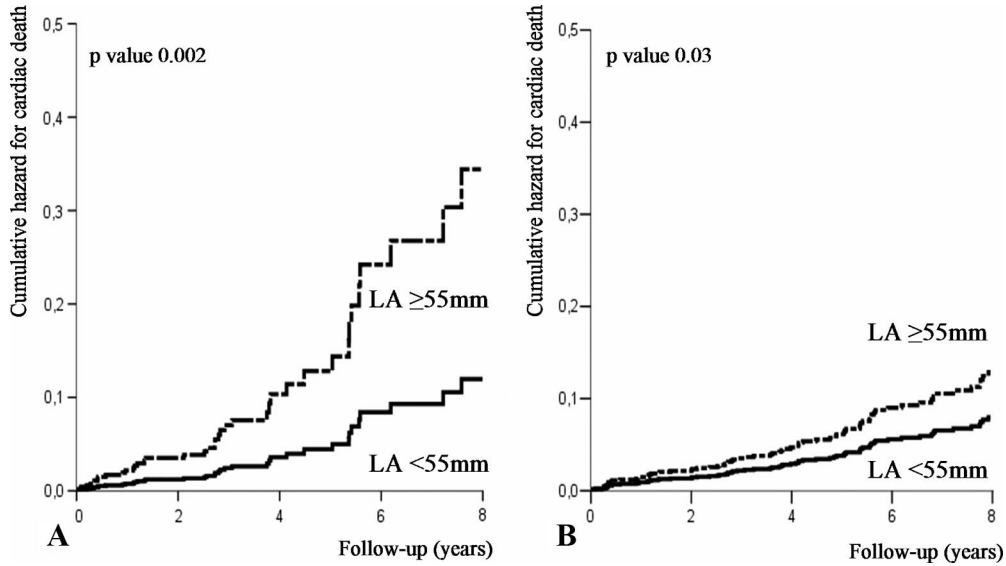 Cumulative hazard for cardiac death
0,5
0,4
0,3
0,2
0,1
0,0
p value 0.002
LA ≥55mm
LA <55mm
0
2
4
6
8
A
Follow-up (years)
Cumulative hazard for cardiac death
0,5
0,4
0,3
0,2
0,1
0,0
p value 0.03
LA ≥55mm
LA <55mm
0
2
4
6
8
B
Follow-up (years)